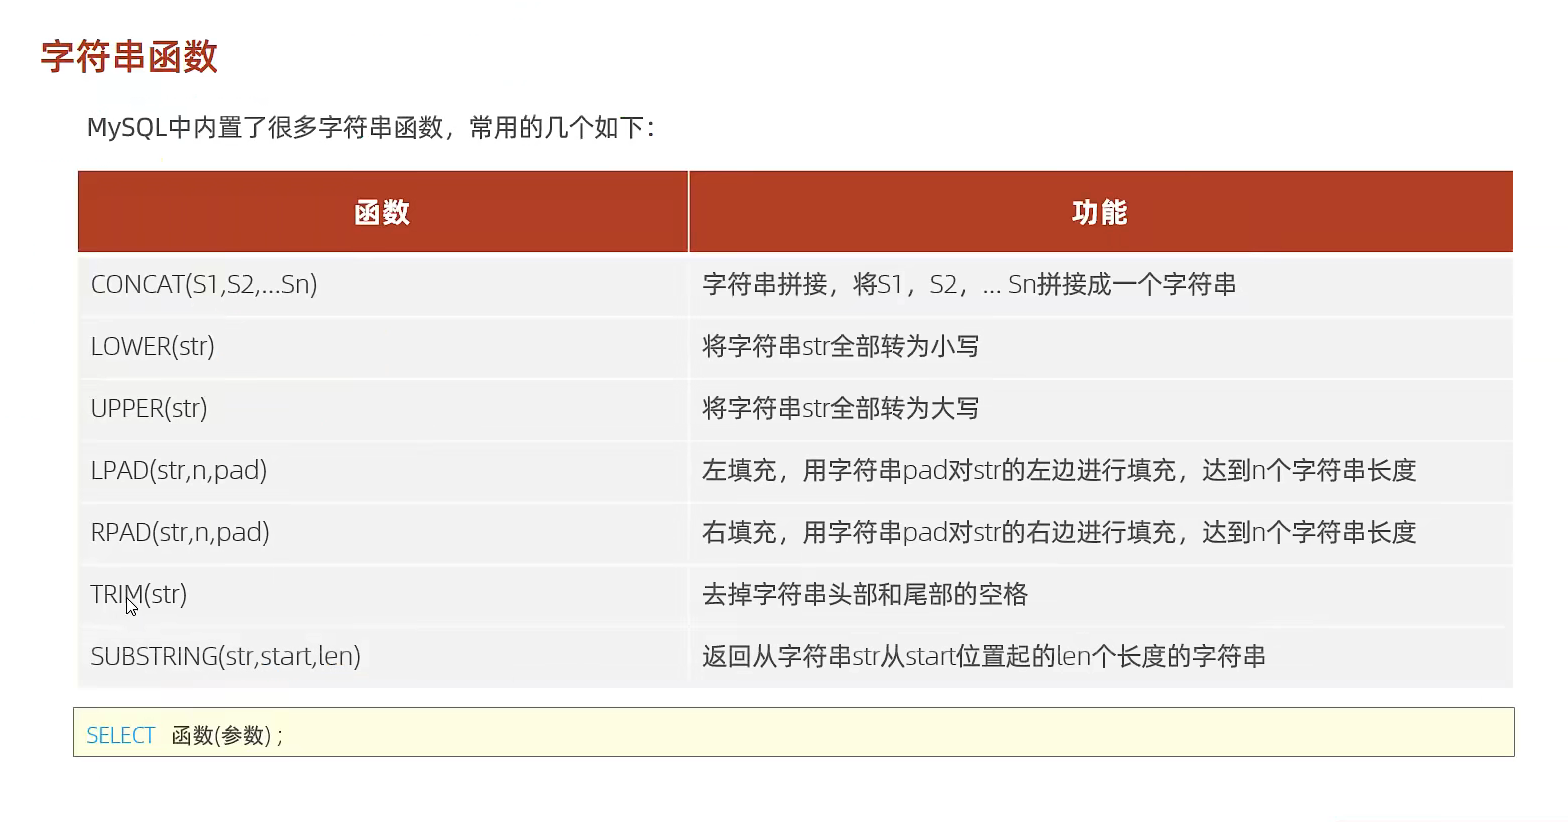 字符串函数
MySQL中内置了很多字符串函数，常用的几个如下：
函数 功能
CONCAT(S1,S2,...Sn) 字符串拼接，将S1，S2，... Sn拼接成一个字符串
LOWER(str) 将字符串str全部转为小写
UPPER(str) 将字符串str全部转为大写
LPAD(str,n,pad) 左填充，用字符串pad对str的左边进行填充，达到n个字符串长度
RPAD(str,n,pad) 右填充，用字符串pad对str的右边进行填充，达到n个字符串长度
TRIM(str) 去掉字符串头部和尾部的空格
SUBSTRING(str,start,len) 返回从字符串str从start位置起的len个长度的字符串
SELECT 函数(参数) ;